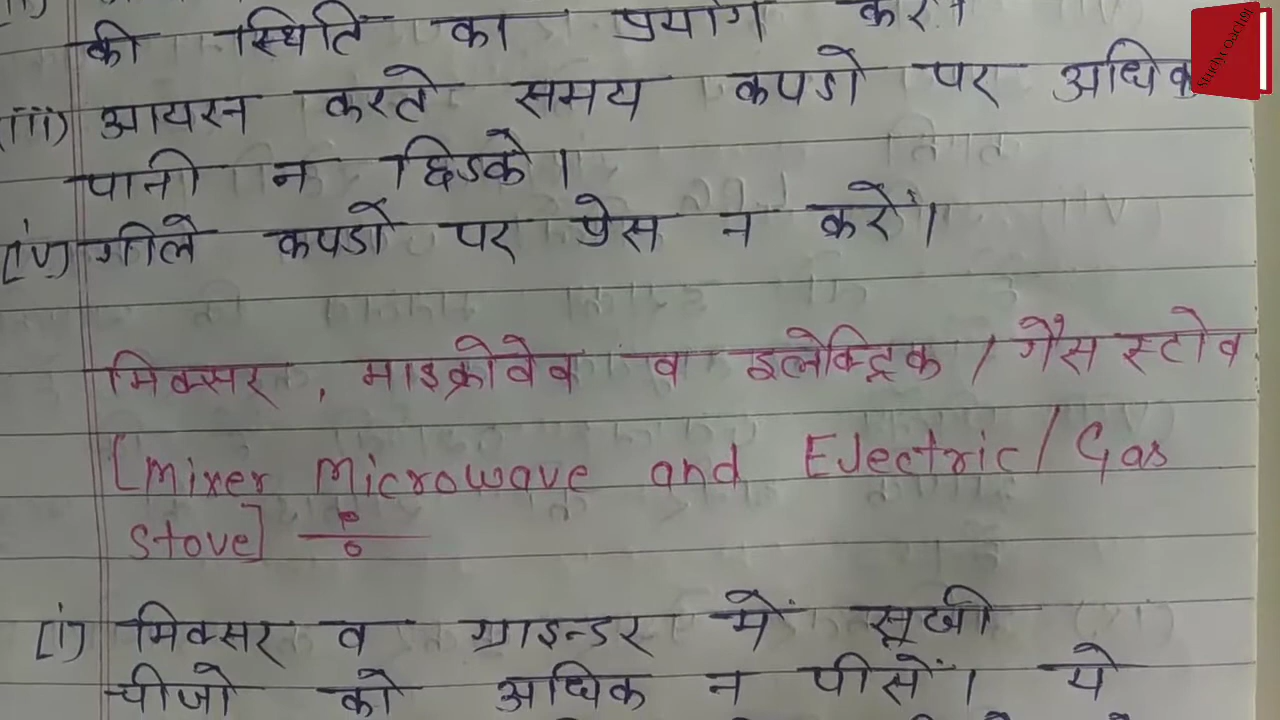 की स्थिति का प्रयोग करें।
(iii) आयरन करते समय कपडो पर अधिक
पानी न छिडके।
(iv) गीले कपडों पर प्रेस न करें।
मिक्सर, माइक्रोवेव व इलेक्ट्रिक / गैस स्टोव
[Mixer Microwave and Electric/ Gas
stove]
(i) मिक्सर व ग्राइन्डर में सूखी
चीजो को अधिक न पीसें। ये